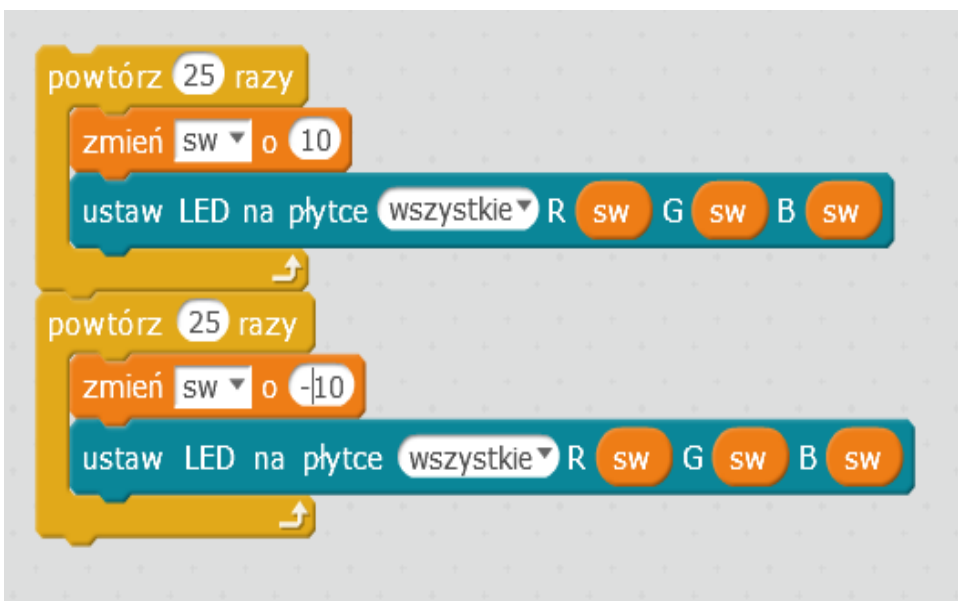 powtórz 25 razy
zmień sw o 10
ustaw LED na płytce wszystkie R sw G sw B sw
powtórz 25 razy
zmień sw o -10
ustaw LED na płytce wszystkie R sw G sw B sw